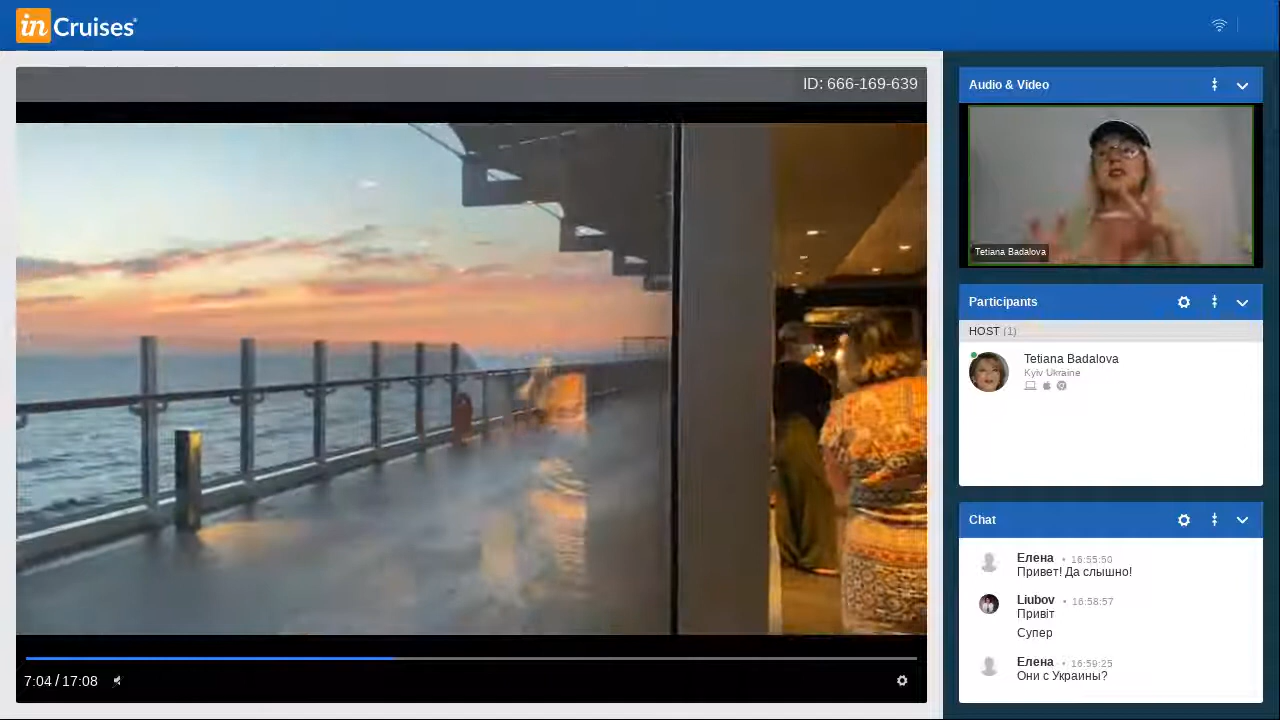 in Cruises®
ID: 666-169-639
Audio & Video
Tetiana Badalova
Participants
HOST (1)
Tetiana Badalova
Kyiv Ukraine
Chat
Елена • 16:55:50
Привет! Да слышно!
Liubov • 16:58:57
Привіт
Супер
Елена • 16:59:25
Они с Украины?
7:04 / 17:08